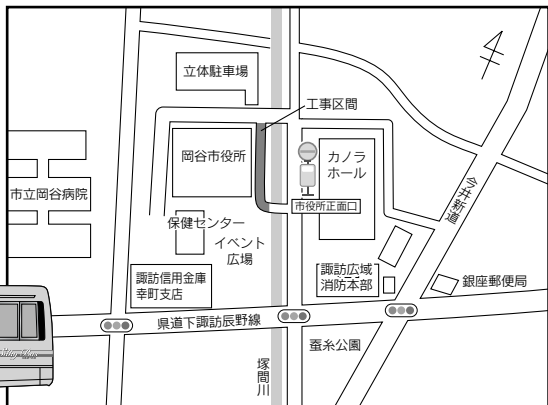 立体駐車場
工事区間
岡谷市役所
カノラ
ホール
市立岡谷病院
今井新道
市役所正面口
保健センター
イベント
広場
諏訪信用金庫
幸町支店
諏訪広域
消防本部
銀座郵便局
県道下諏訪辰野線
蚕糸公園
塚間川